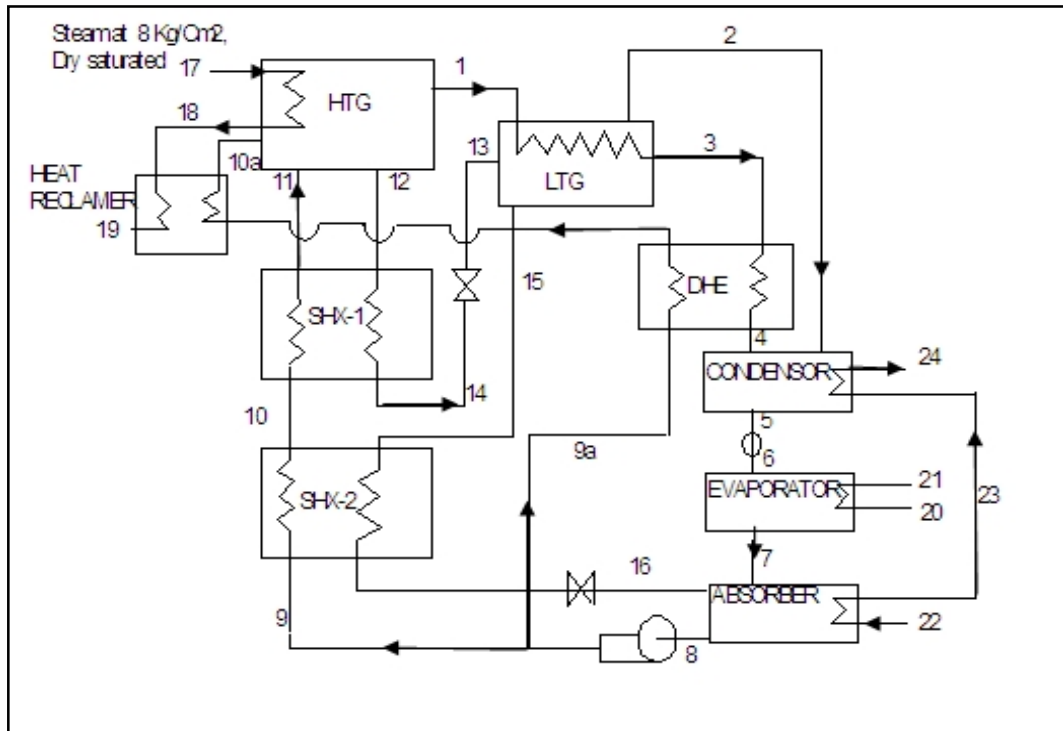 Steam at 8 Kg/Cm2,
Dry saturated
17
HTG
1
2
18
10a
13
LTG
3
HEAT
RECLAMER
19
11
12
15
DHE
SHX-1
4
CONDENSOR
24
14
10
9a
5
6
EVAPORATOR
21
20
23
SHX-2
7
16
ABSORBER
22
9
8